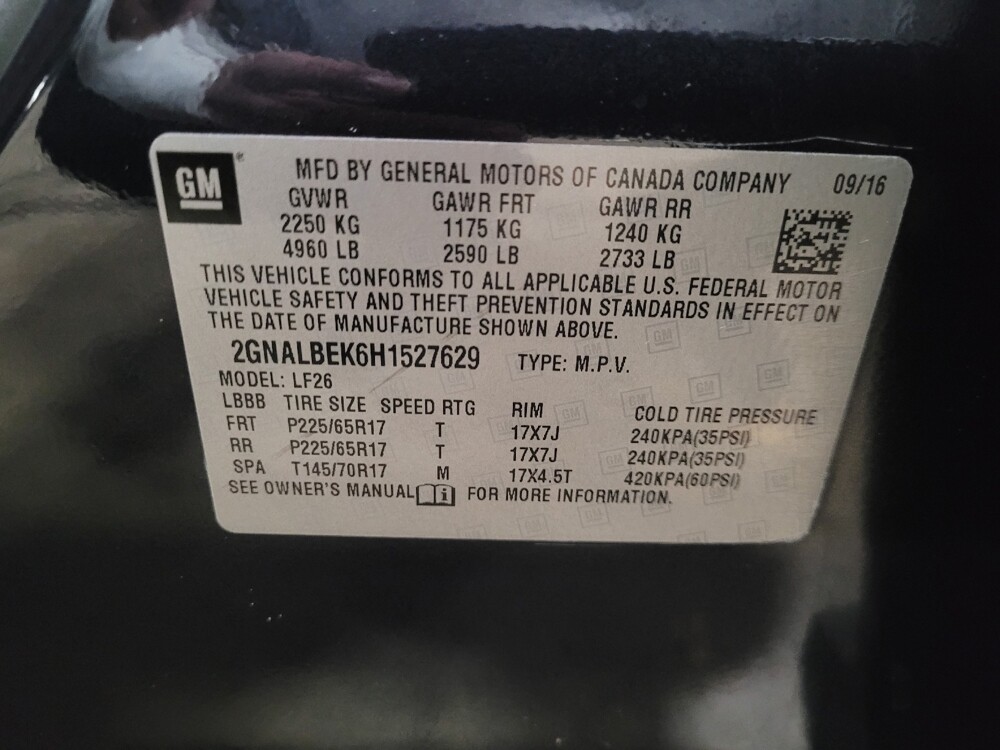 GM ® MFD BY GENERAL MOTORS OF CANADA COMPANY 09/16
GVWR GAWR FRT GAWR RR
2250 KG 1175 KG 1240 KG
4960 LB 2590 LB 2733 LB
THIS VEHICLE CONFORMS TO ALL APPLICABLE U.S. FEDERAL MOTOR
VEHICLE SAFETY AND THEFT PREVENTION STANDARDS IN EFFECT ON
THE DATE OF MANUFACTURE SHOWN ABOVE.
2GNALBEK6H1527629 TYPE: M.P.V.
MODEL: LF26
LBBB TIRE SIZE SPEED RTG RIM COLD TIRE PRESSURE
FRT P225/65R17 T 17X7J 240KPA(35PSI)
RR P225/65R17 T 17X7J 240KPA(35PSI)
SPA T145/70R17 M 17X4.5T 420KPA(60PSI)
SEE OWNER'S MANUAL i FOR MORE INFORMATION.